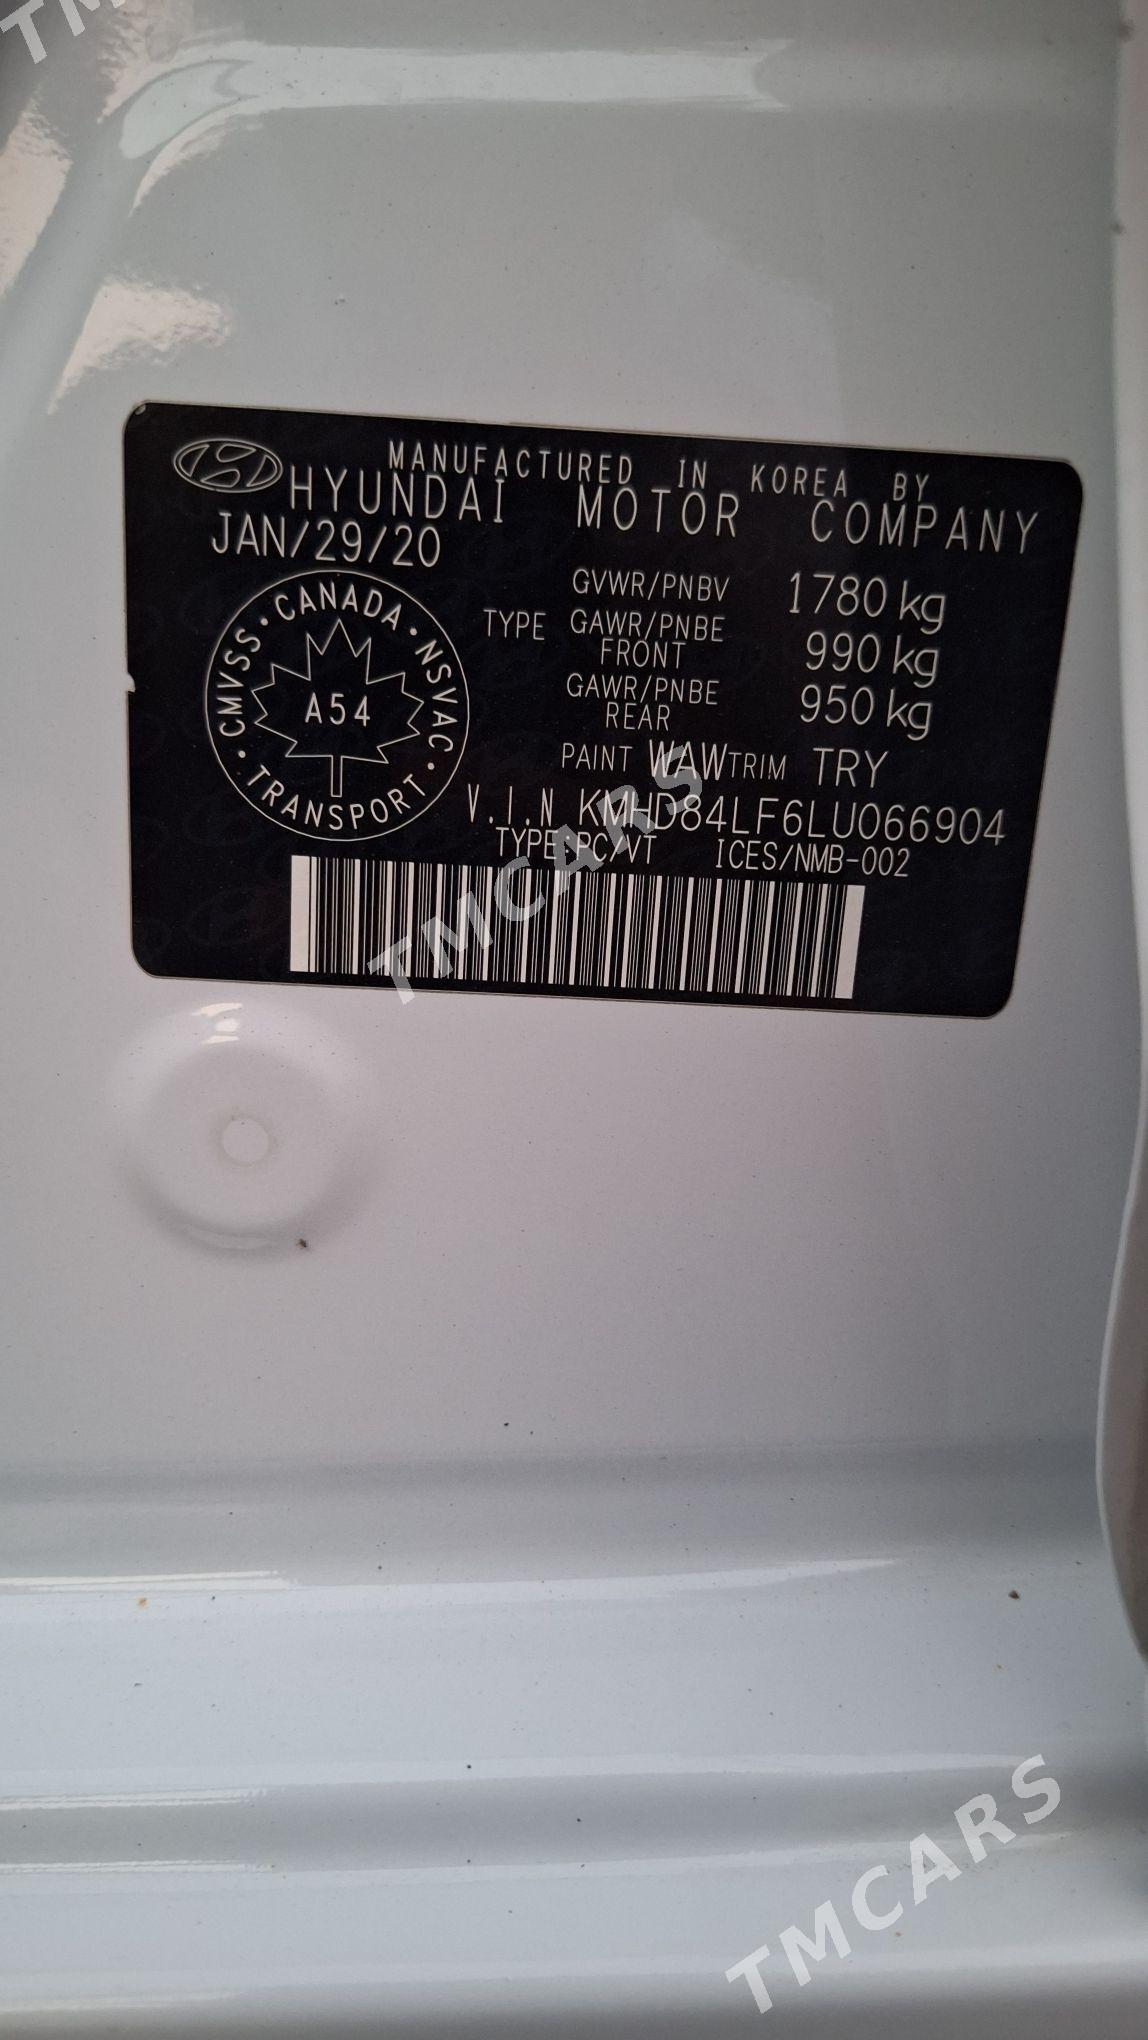 TM
MANUFACTURED IN KOREA BY
HYUNDAI MOTOR COMPANY
JAN/29/20
GVWR/PNBV 1780 kg
TYPE GAWR/PNBE FRONT 990 kg
GAWR/PNBE REAR 950 kg
CANADA · NSVAC · TRANSPORT · CMVSS
A54
PAINT WAW TRIM TRY
V.I.N KMHD84LF6LU066904
TYPE:PC/VT ICES/NMB-002
TMCARS
TMCARS